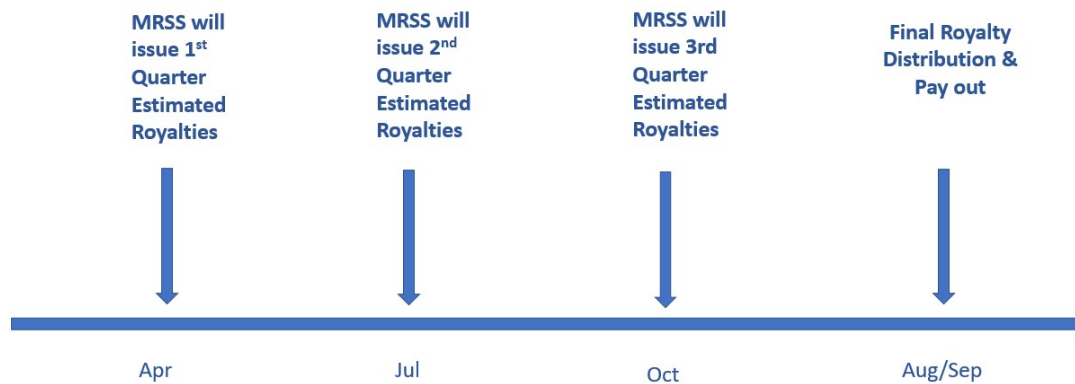 MRSS will
issue 1st
Quarter
Estimated
Royalties
MRSS will
issue 2nd
Quarter
Estimated
Royalties
MRSS will
issue 3rd
Quarter
Estimated
Royalties
Final Royalty
Distribution &
Pay out
Apr
Jul
Oct
Aug/Sep